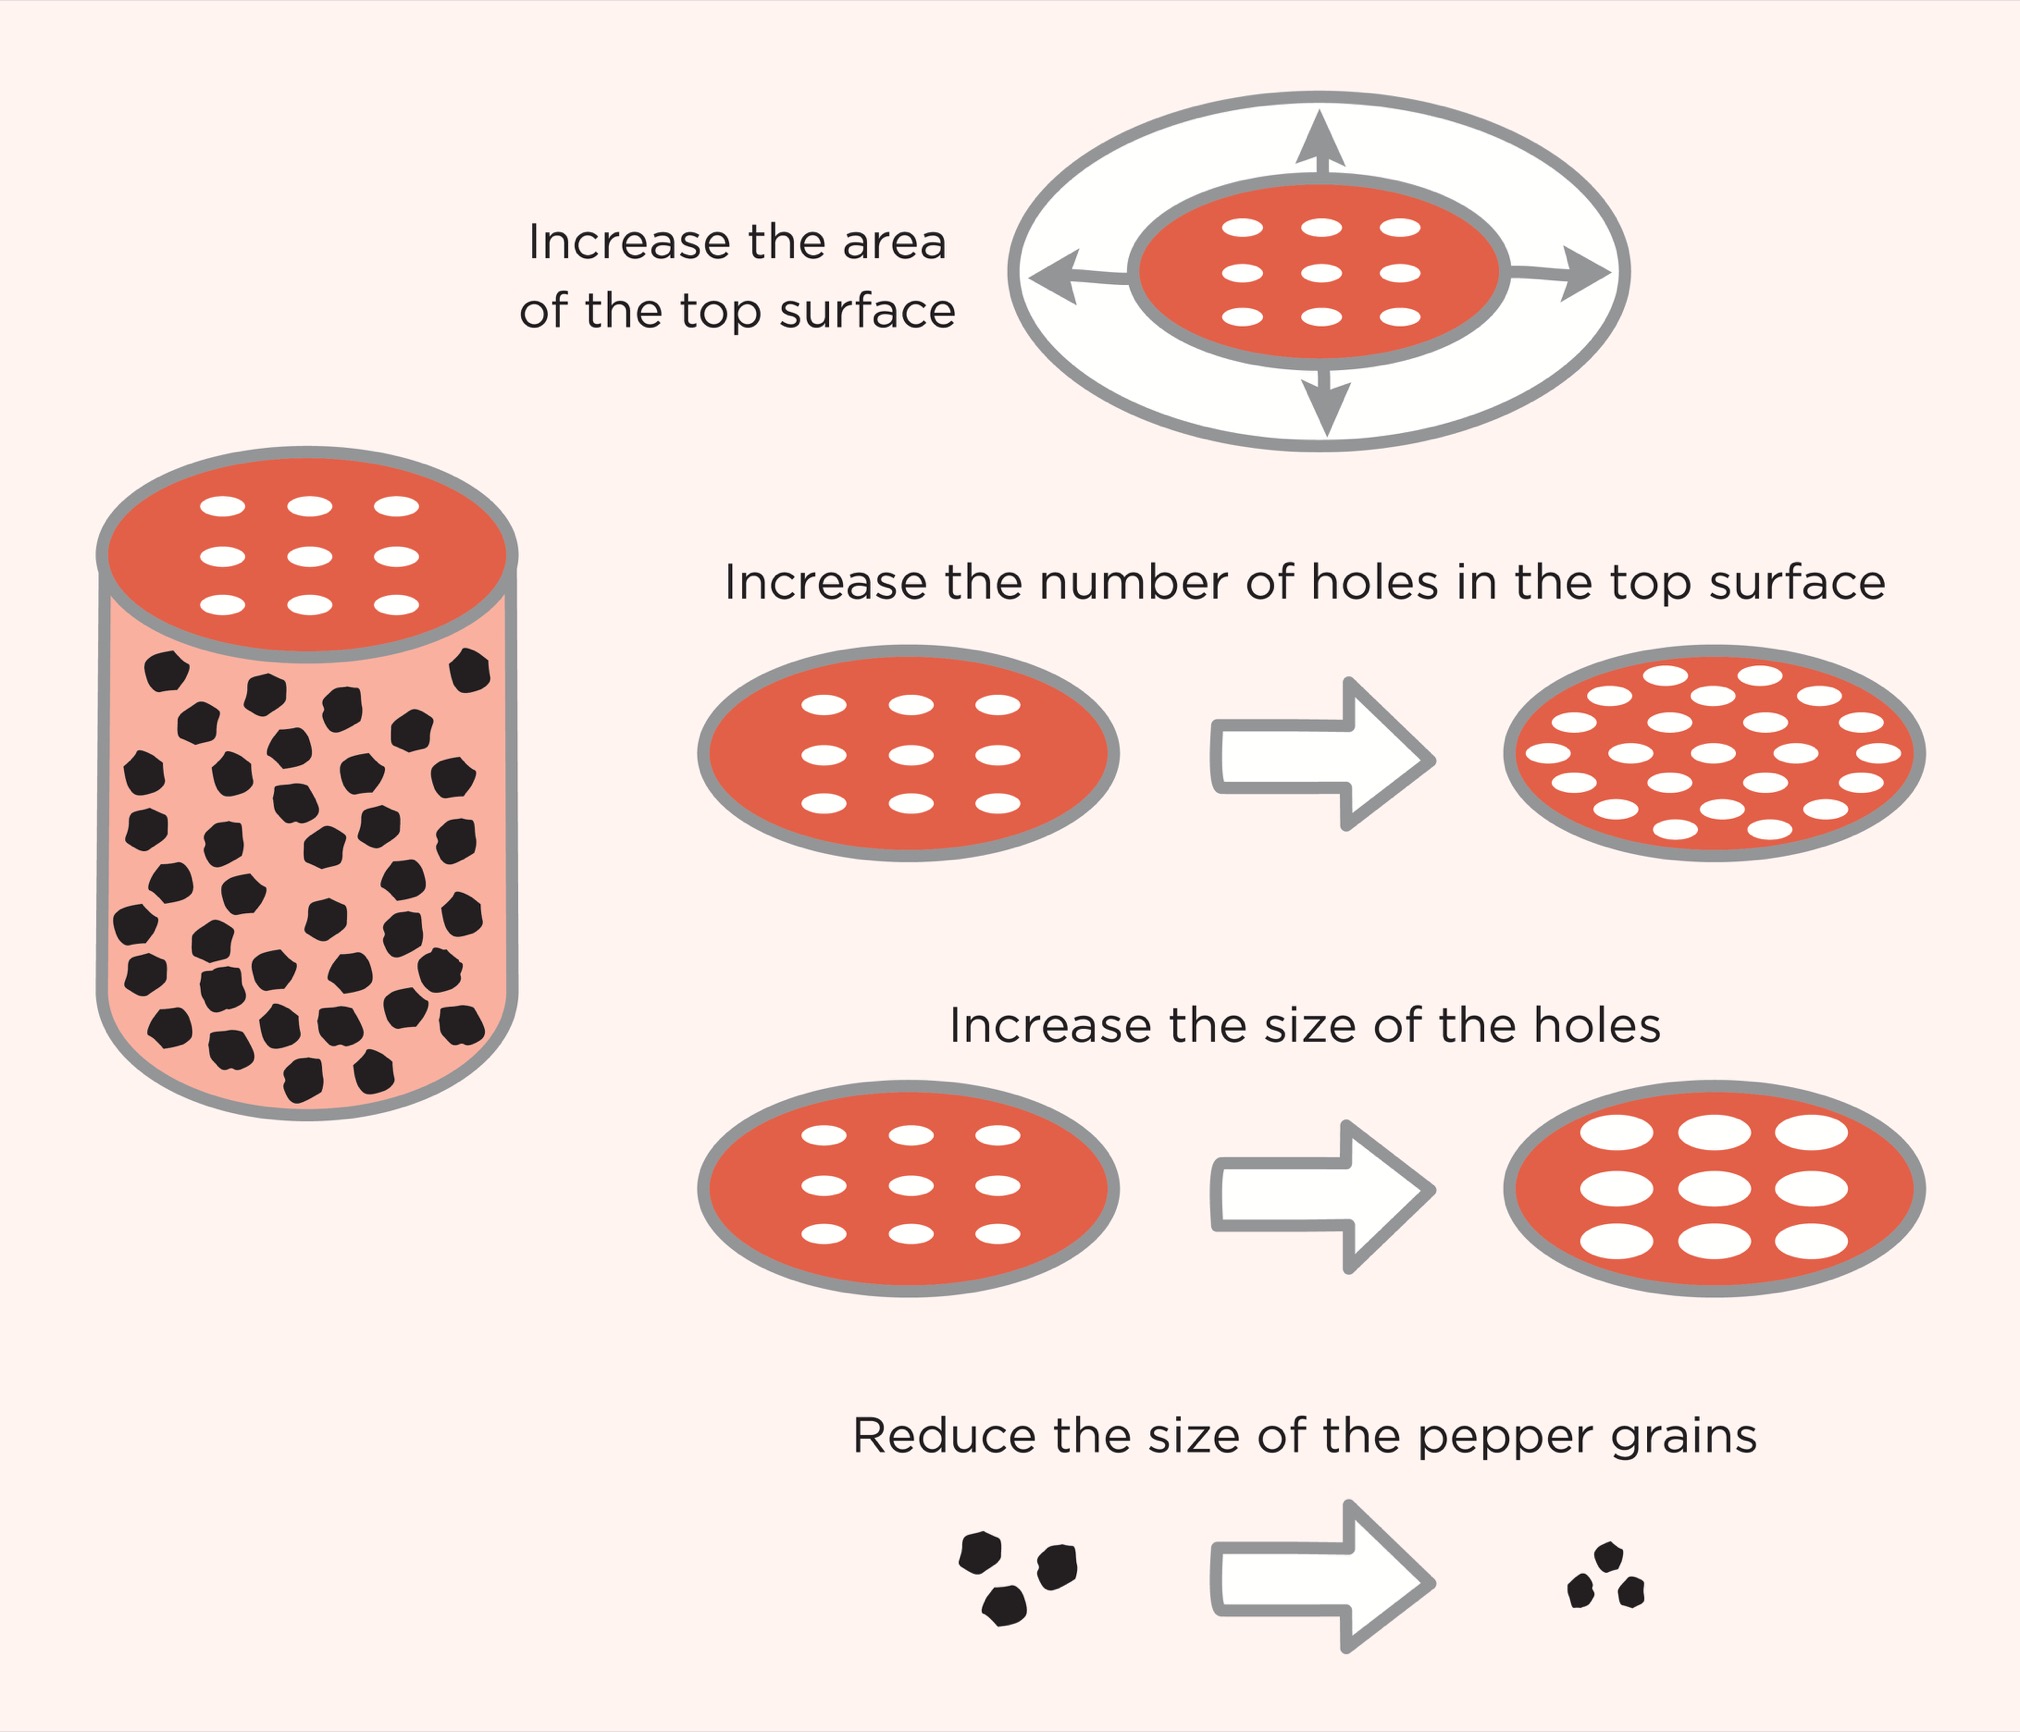 Increase the area
of the top surface
Increase the number of holes in the top surface
Increase the size of the holes
Reduce the size of the pepper grains